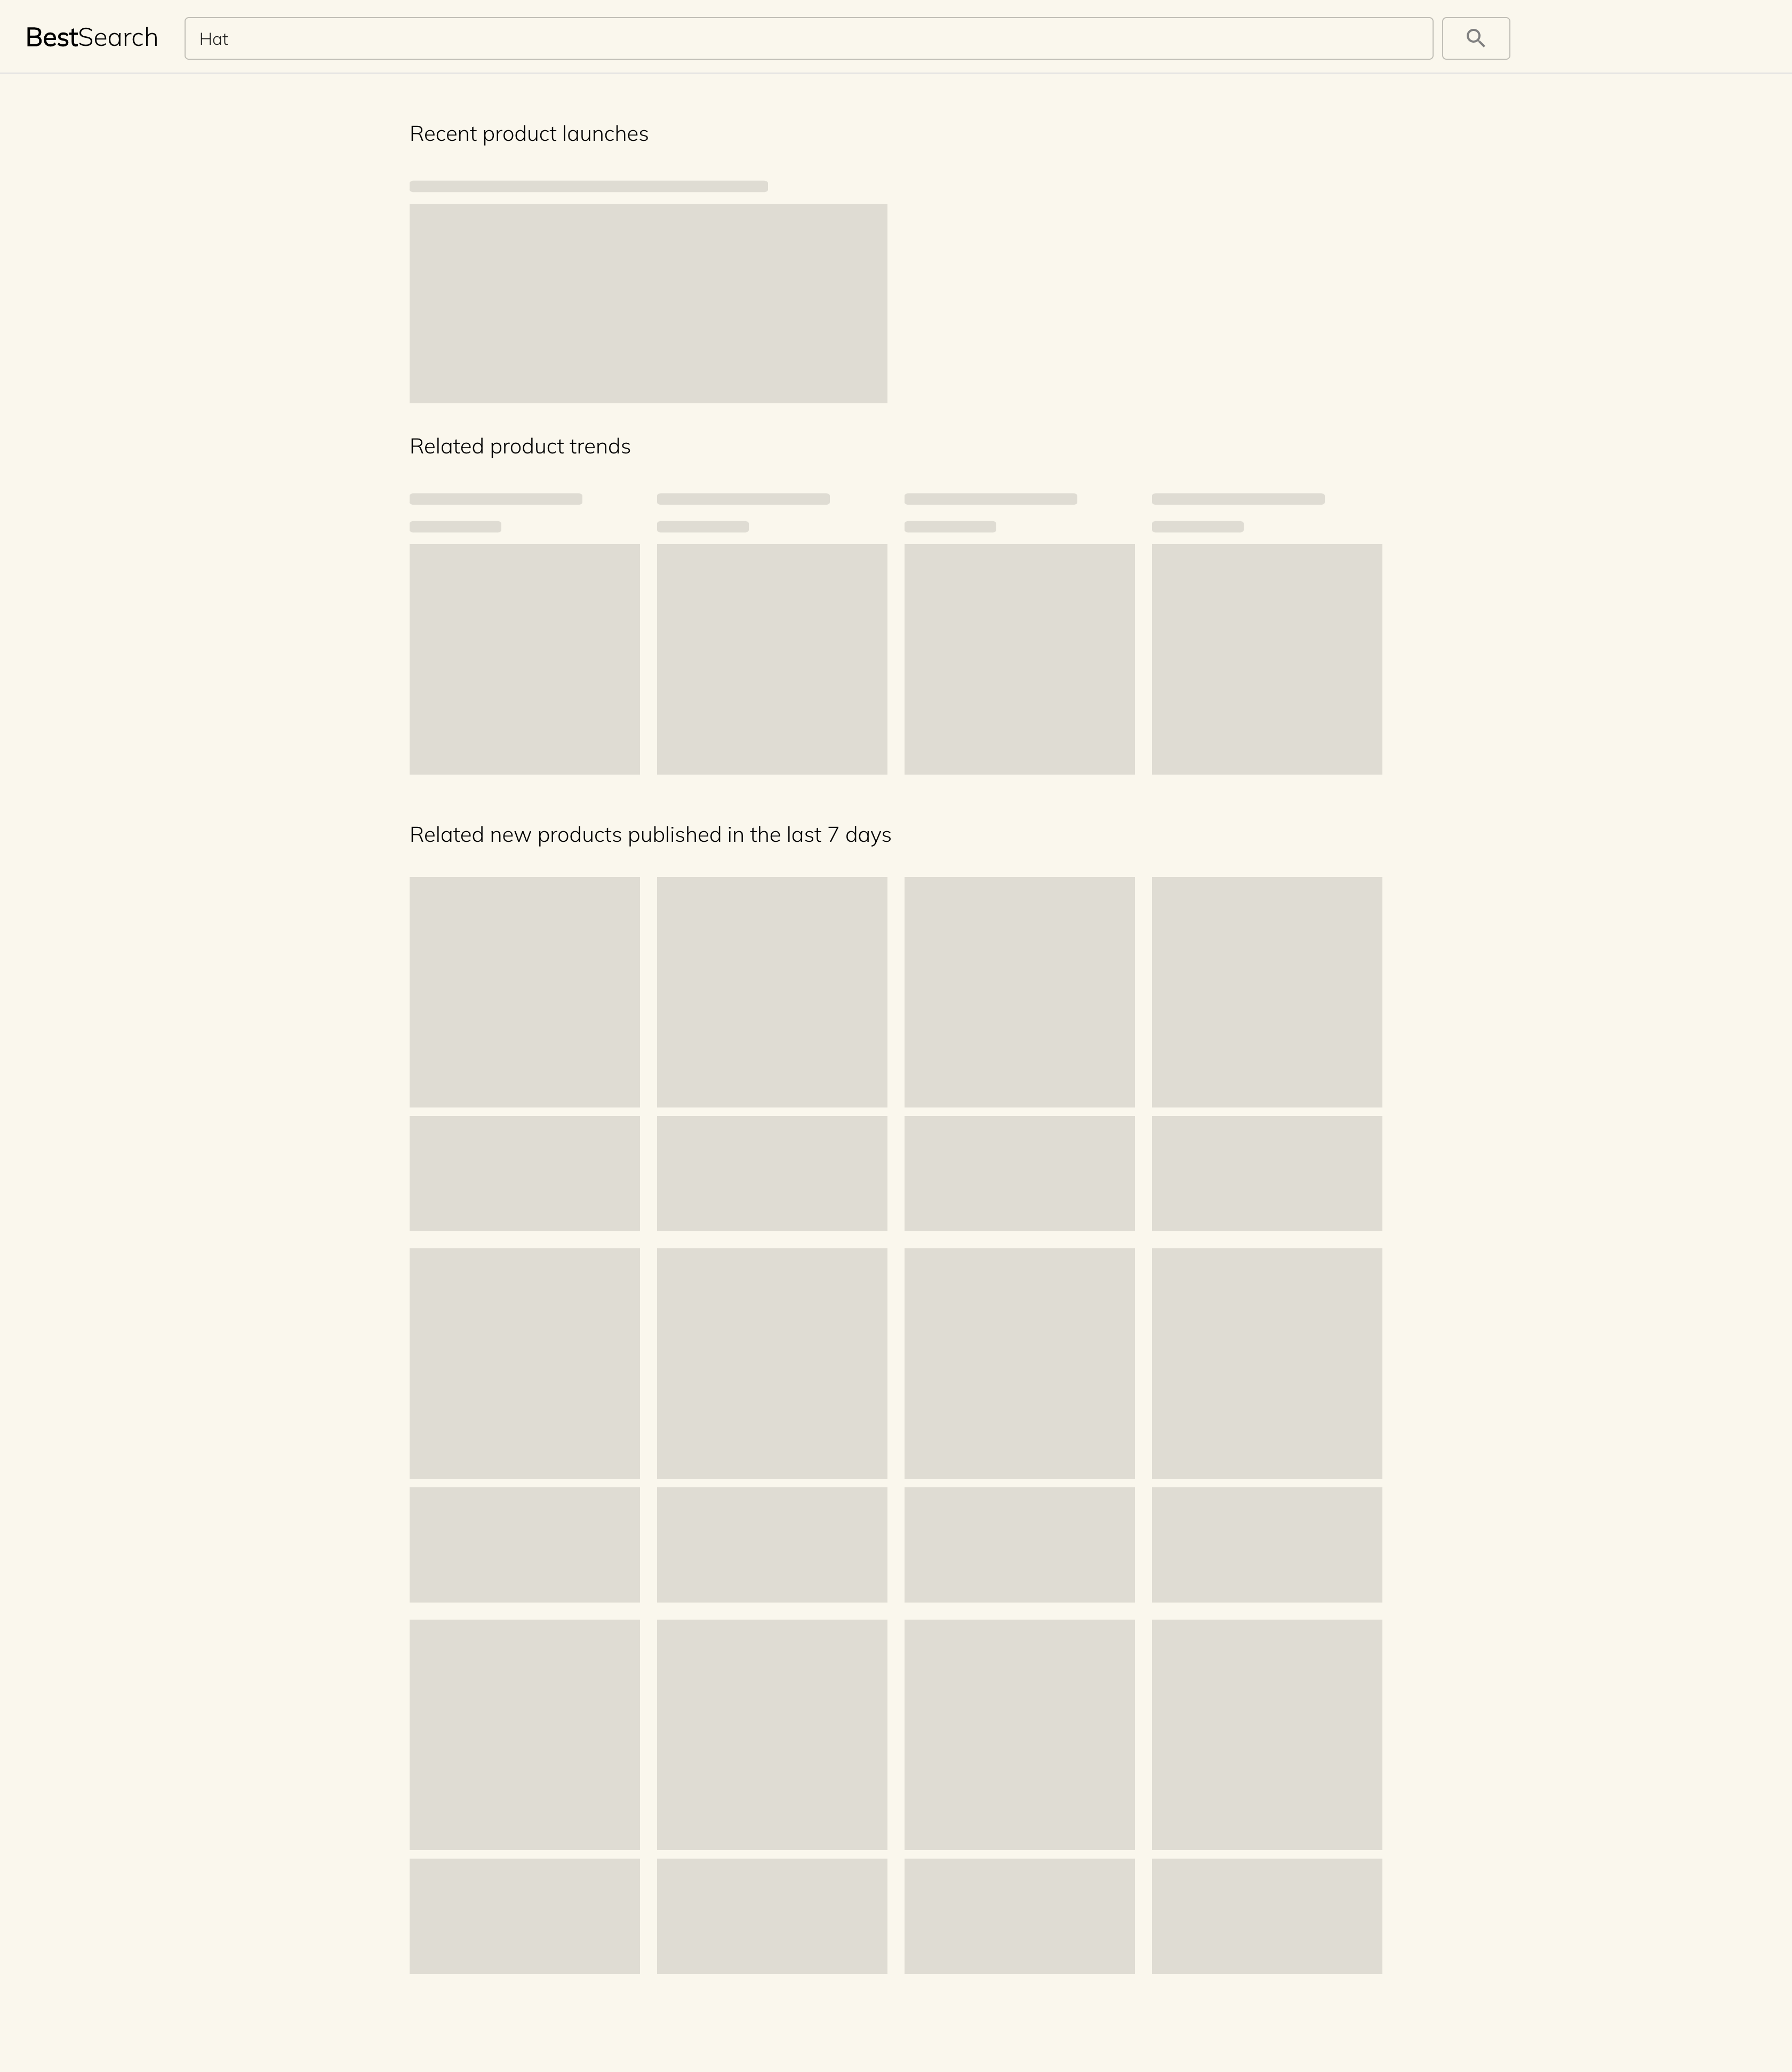 BestSearch
Hat
Recent product launches
Related product trends
Related new products published in the last 7 days